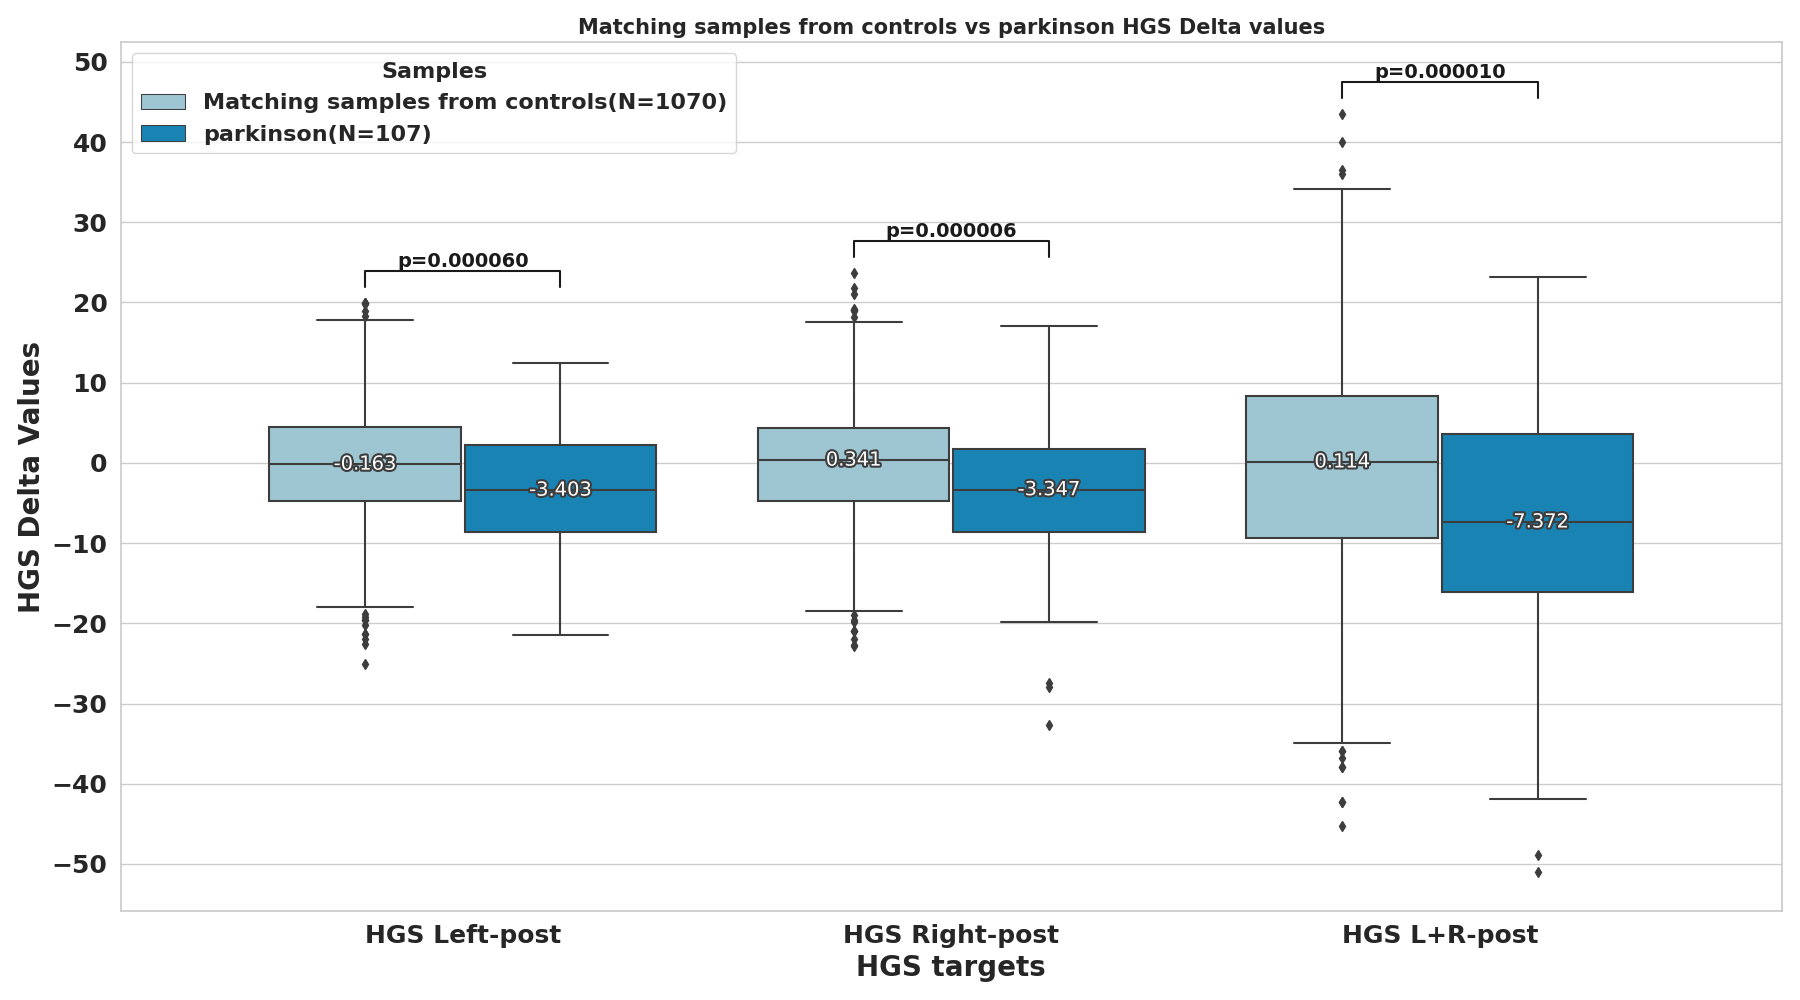 Matching samples from controls vs parkinson HGS Delta values
Samples
Matching samples from controls(N=1070)
parkinson(N=107)
p=0.000060
p=0.000006
p=0.000010
HGS Delta Values
50
40
30
20
10
0
−10
−20
−30
−40
−50
-0.163
-3.403
0.341
-3.347
0.114
-7.372
HGS Left-post
HGS Right-post
HGS L+R-post
HGS targets